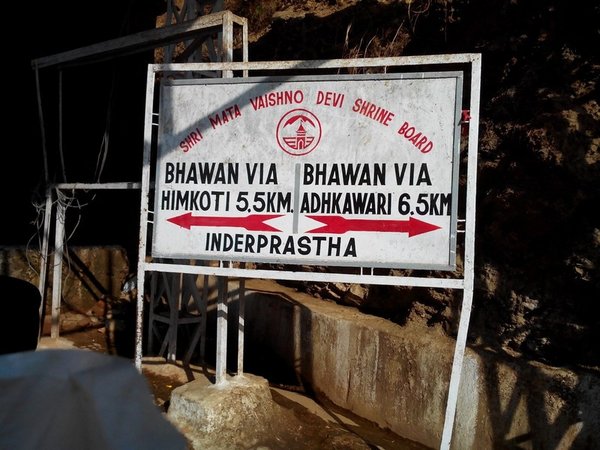 SHRI MATA VAISHNO DEVI SHRINE BOARD
BHAWAN VIA
HIMKOTI 5.5KM.
BHAWAN VIA
ADHKAWARI 6.5KM
INDERPRASTHA